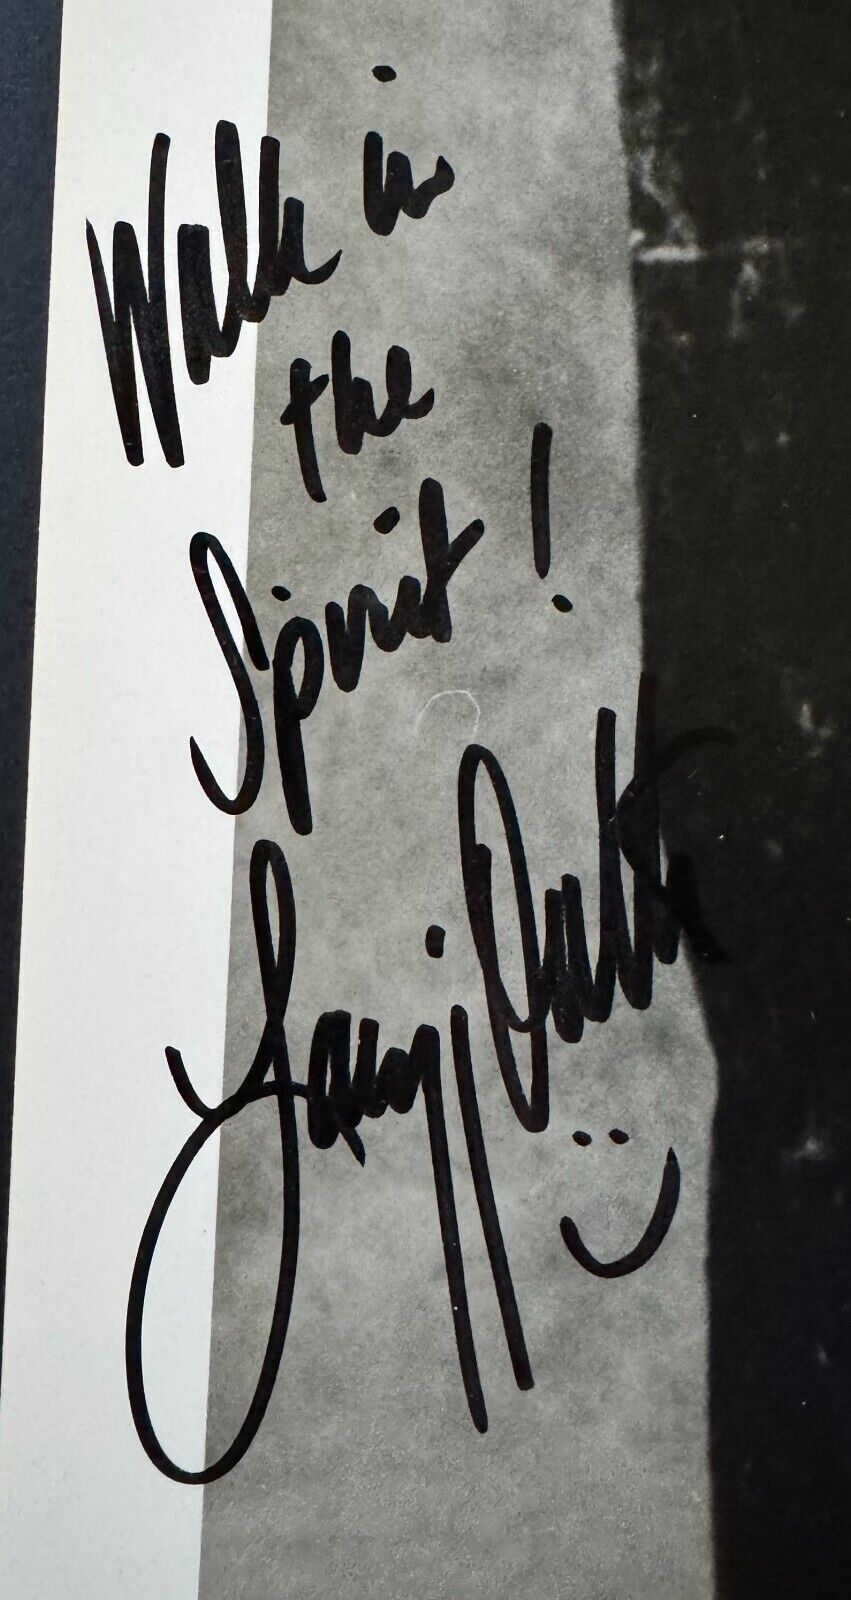 Walk in
the
Spirit!
:)